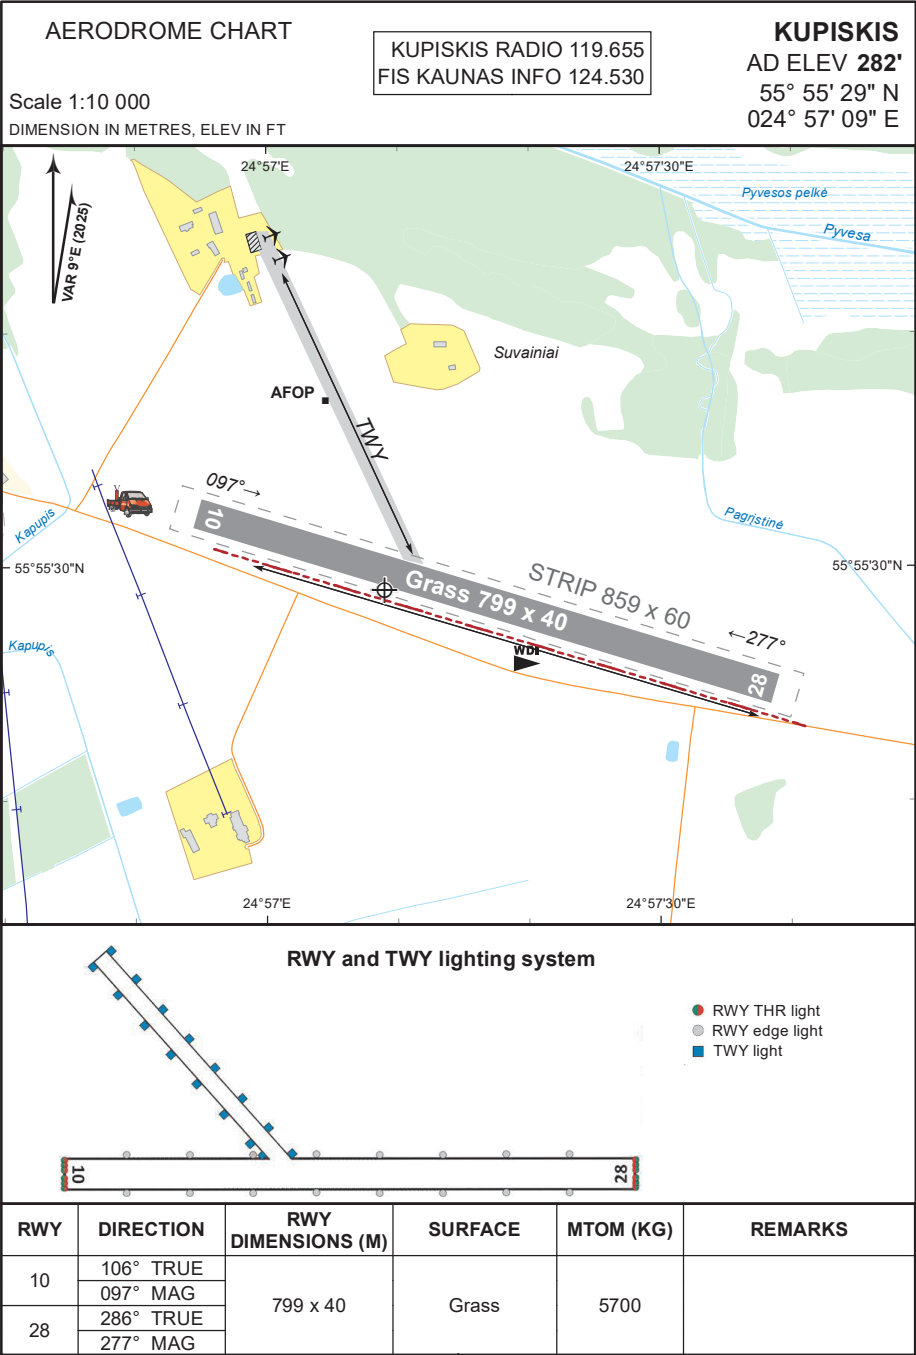 AERODROME CHART
KUPISKIS RADIO 119.655
FIS KAUNAS INFO 124.530
KUPISKIS
AD ELEV 282'
55° 55' 29" N
024° 57' 09" E
Scale 1:10 000
DIMENSION IN METRES, ELEV IN FT
24°57'E
24°57'30"E
VAR 9°E (2025)
Pyvesos pelkė
Pyvesa
Suvainiai
AFOP
TWY
097°→
10
Kapupis
Pagrįstinė
55°55'30"N
55°55'30"N
Grass 799 x 40
STRIP 859 x 60
←277°
28
WDI
Kapupis
24°57'E
24°57'30"E
RWY and TWY lighting system
RWY THR light
RWY edge light
TWY light
10
28
RWY DIRECTION RWY DIMENSIONS (M) SURFACE MTOM (KG) REMARKS
10 106° TRUE
097° MAG
799 x 40 Grass 5700
28 286° TRUE
277° MAG